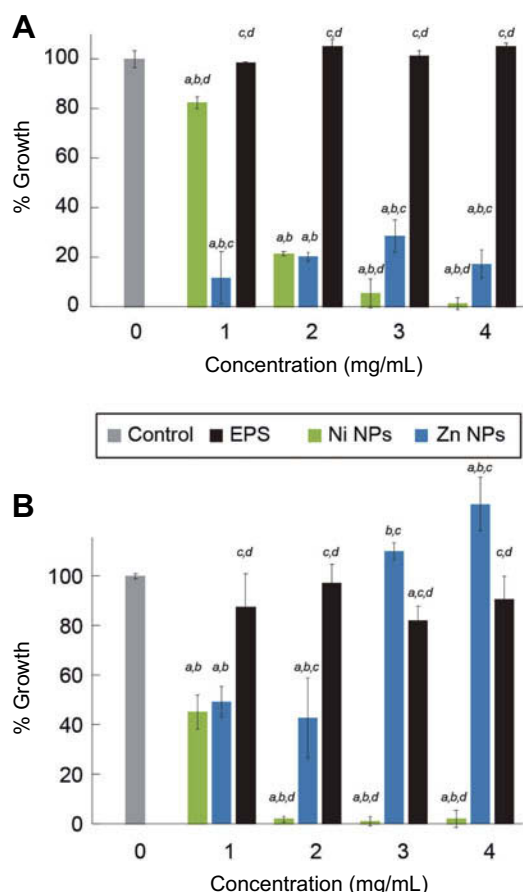 A
% Growth
100
80
60
40
20
0
a,b,d
a,b,c
c,d
a,b
a,b
c,d
a,b,d
a,b,c
c,d
a,b,d
a,b,c
c,d
0 1 2 3 4
Concentration (mg/mL)
Control EPS Ni NPs Zn NPs
B
% Growth
100
80
60
40
20
0
a,b
a,b
c,d
a,b,d
a,b,c
c,d
a,b,d
b,c
a,c,d
a,b,d
a,b,c
c,d
0 1 2 3 4
Concentration (mg/mL)